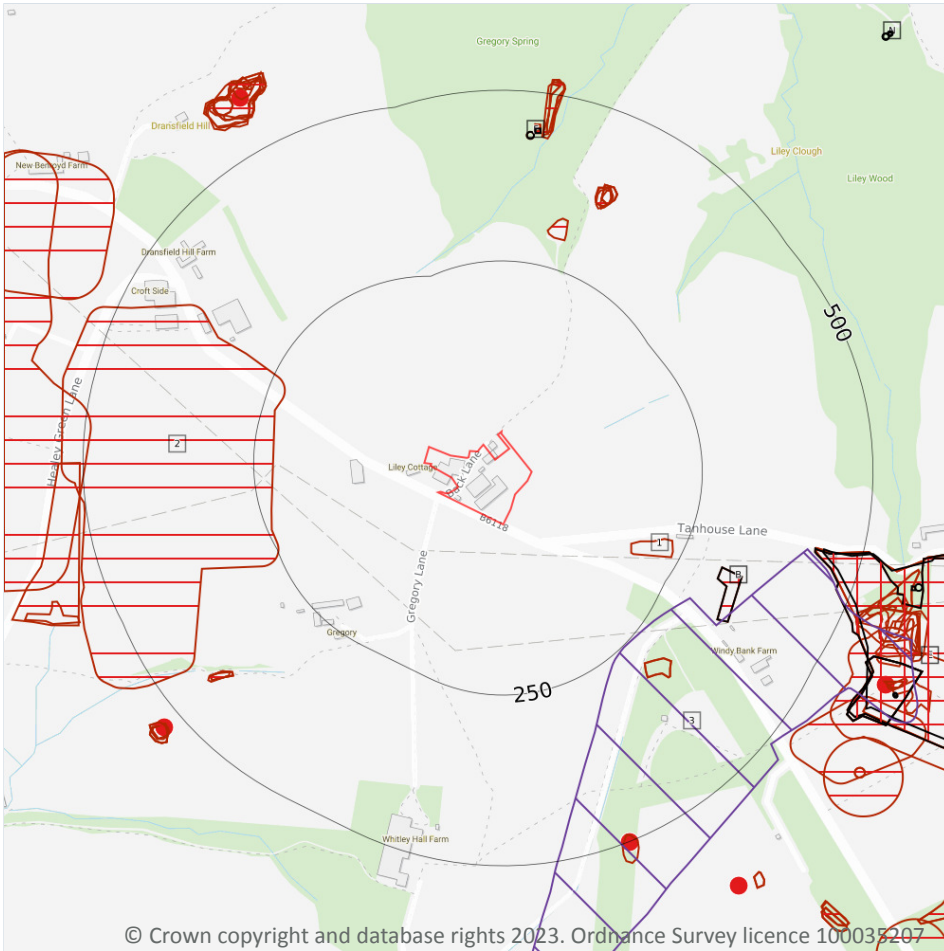 Gregory Spring
Dransfield Hill
New Benroyd Farm
Liley Clough
Liley Wood
Dransfield Hill Farm
Croft Side
500
Healey Green Lane
2
Liley Cottage
Back Lane
B6118
Tanhouse Lane
1
B
Gregory Lane
Gregory
250
Windy Bank Farm
3
Whitley Hall Farm
© Crown copyright and database rights 2023. Ordnance Survey licence 100035207